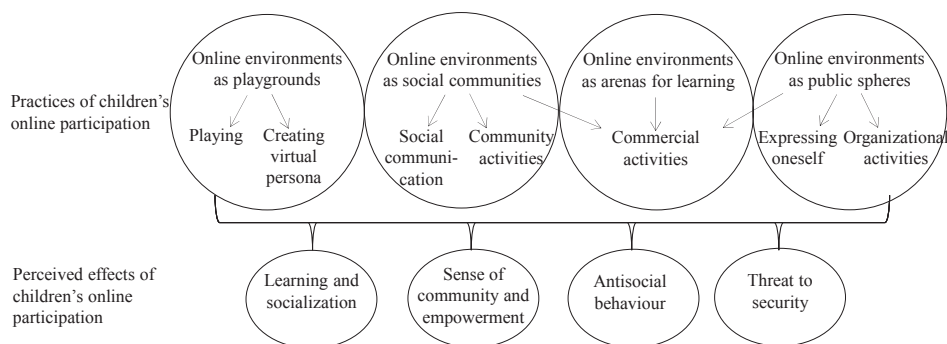 Online environments
as playgrounds
Playing
Creating
virtual
persona
Online environments
as social communities
Social
communi-
cation
Community
activities
Online environments
as arenas for learning
Commercial
activities
Online environments
as public spheres
Expressing
oneself
Organizational
activities
Practices of children's
online participation
Perceived effects of
children's online
participation
Learning and
socialization
Sense of
community and
empowerment
Antisocial
behaviour
Threat to
security